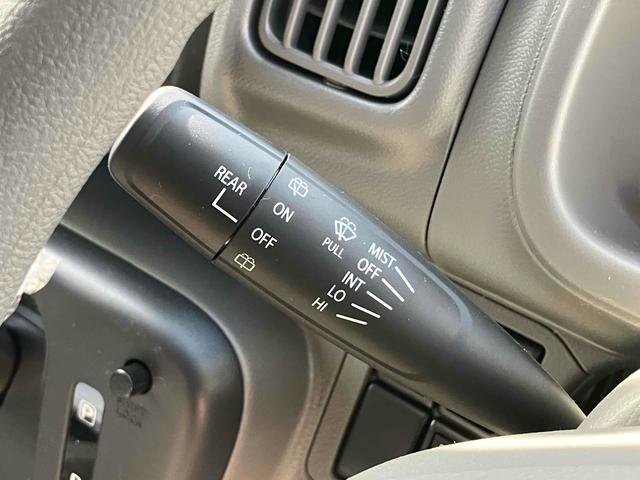 REAR
ON
OFF
PULL
MIST
OFF
INT
LO
HI
P